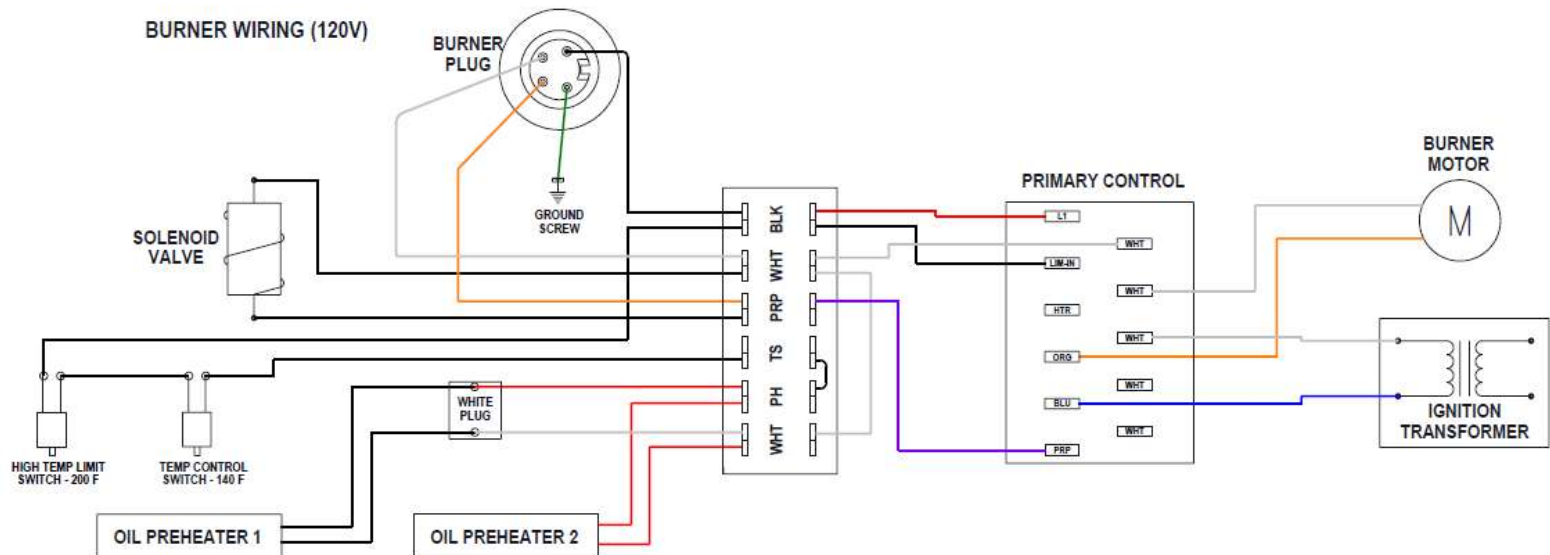 BURNER WIRING (120V)
BURNER
PLUG
GROUND
SCREW
SOLENOID
VALVE
BLK
WHT
PRP
TS
PH
WHT
WHITE
PLUG
HIGH TEMP LIMIT
SWITCH - 200 F
TEMP CONTROL
SWITCH - 140 F
OIL PREHEATER 1
OIL PREHEATER 2
PRIMARY CONTROL
L1
WHT
LIM-IN
WHT
HTR
WHT
ORG
WHT
BLU
WHT
PRP
BURNER
MOTOR
M
IGNITION
TRANSFORMER